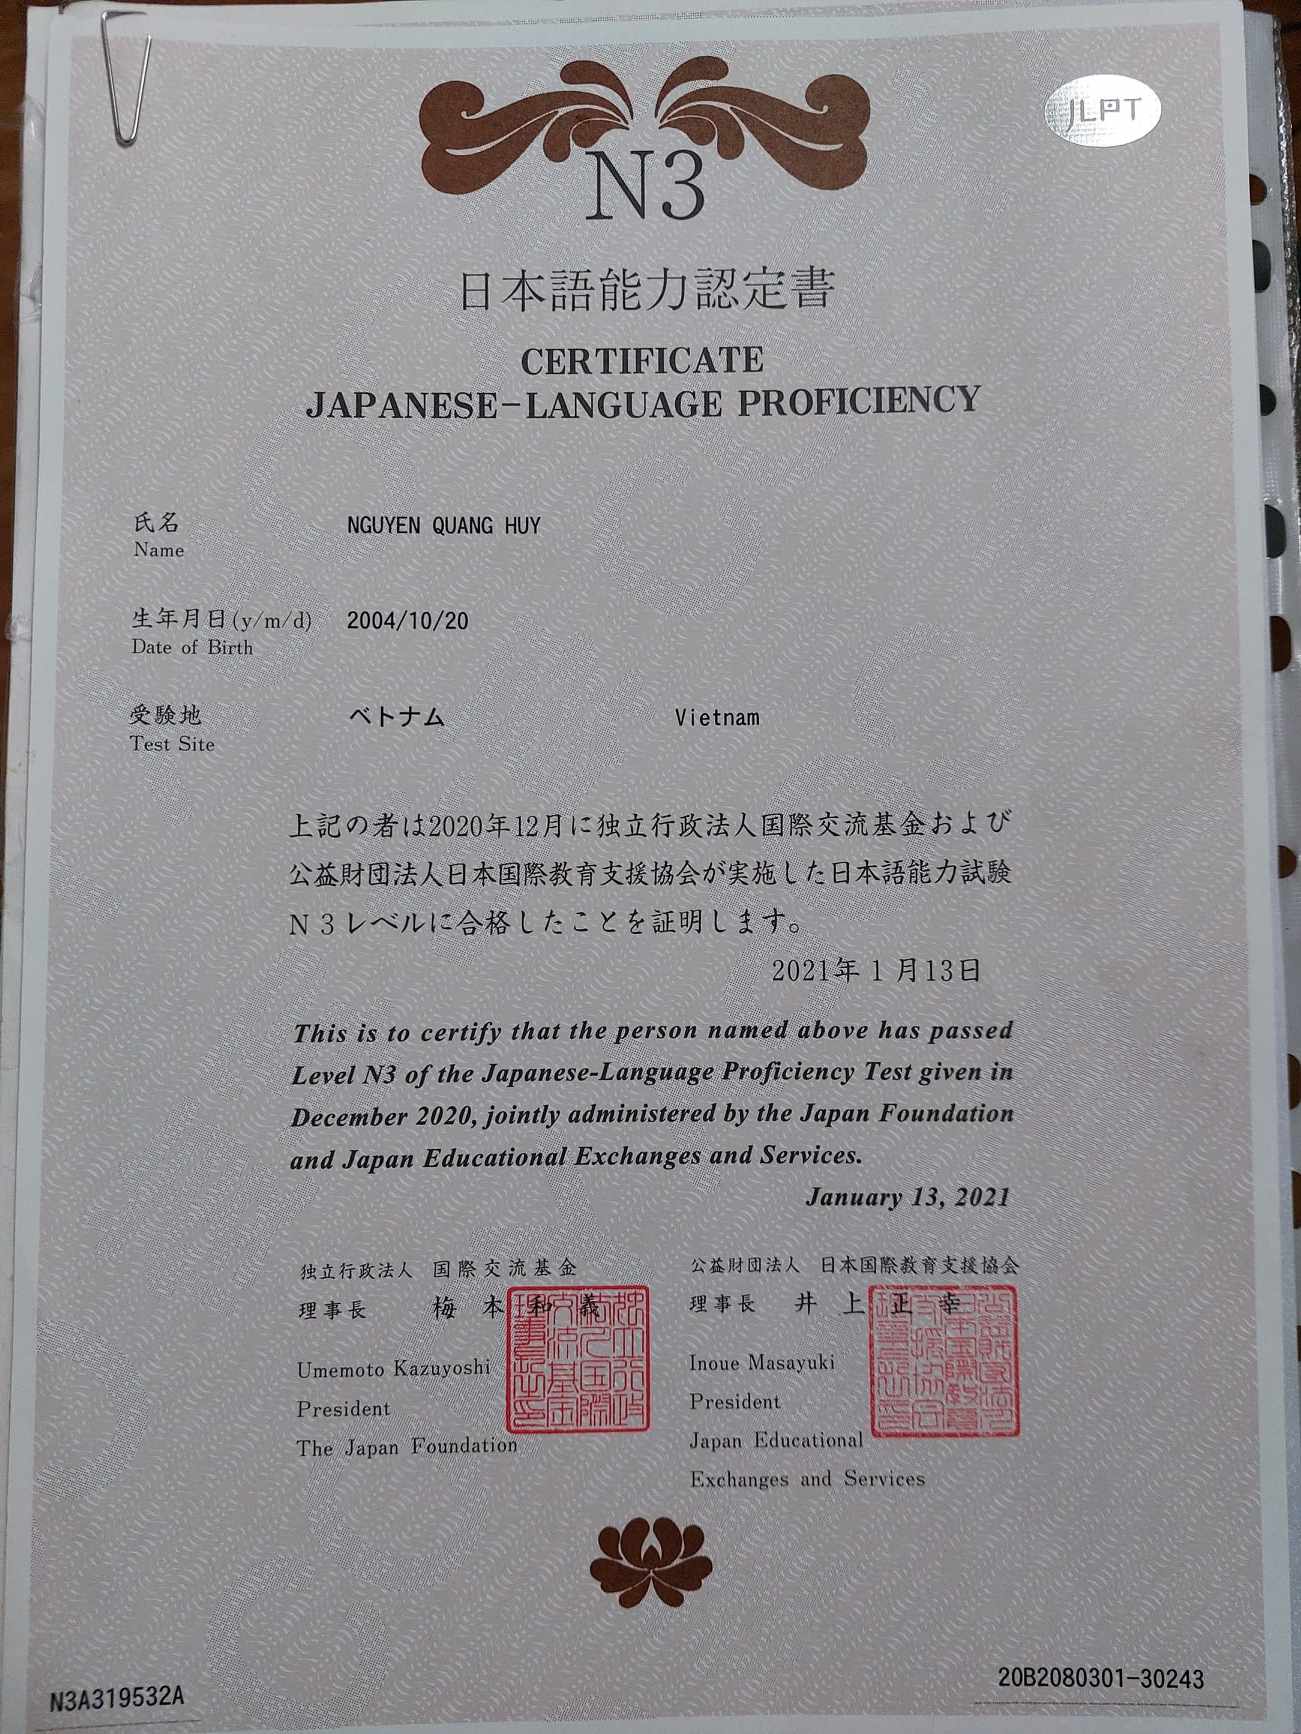 JLPT
N3
日本語能力認定書
CERTIFICATE
JAPANESE-LANGUAGE PROFICIENCY
氏名 NGUYEN QUANG HUY
Name
生年月日(y/m/d) 2004/10/20
Date of Birth
受験地 ベトナム Vietnam
Test Site
上記の者は2020年12月に独立行政法人国際交流基金および
公益財団法人日本国際教育支援協会が実施した日本語能力試験
N3レベルに合格したことを証明します。
2021年1月13日
This is to certify that the person named above has passed
Level N3 of the Japanese-Language Proficiency Test given in
December 2020, jointly administered by the Japan Foundation
and Japan Educational Exchanges and Services.
January 13, 2021
独立行政法人 国際交流基金
理事長 梅本和義
Umemoto Kazuyoshi
President
The Japan Foundation
公益財団法人 日本国際教育支援協会
理事長 井上正幸
Inoue Masayuki
President
Japan Educational
Exchanges and Services
N3A319532A
20B2080301-30243